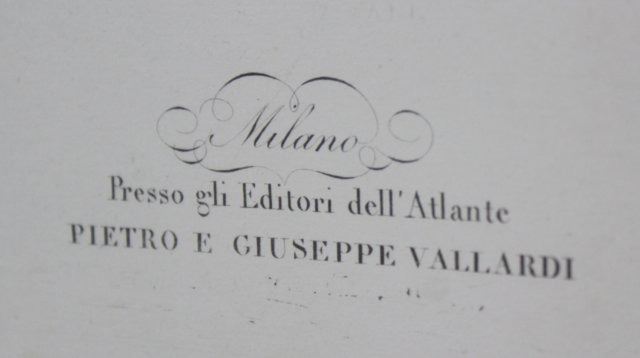 Milano
Presso gli Editori dell'Atlante
PIETRO E GIUSEPPE VALLARDI